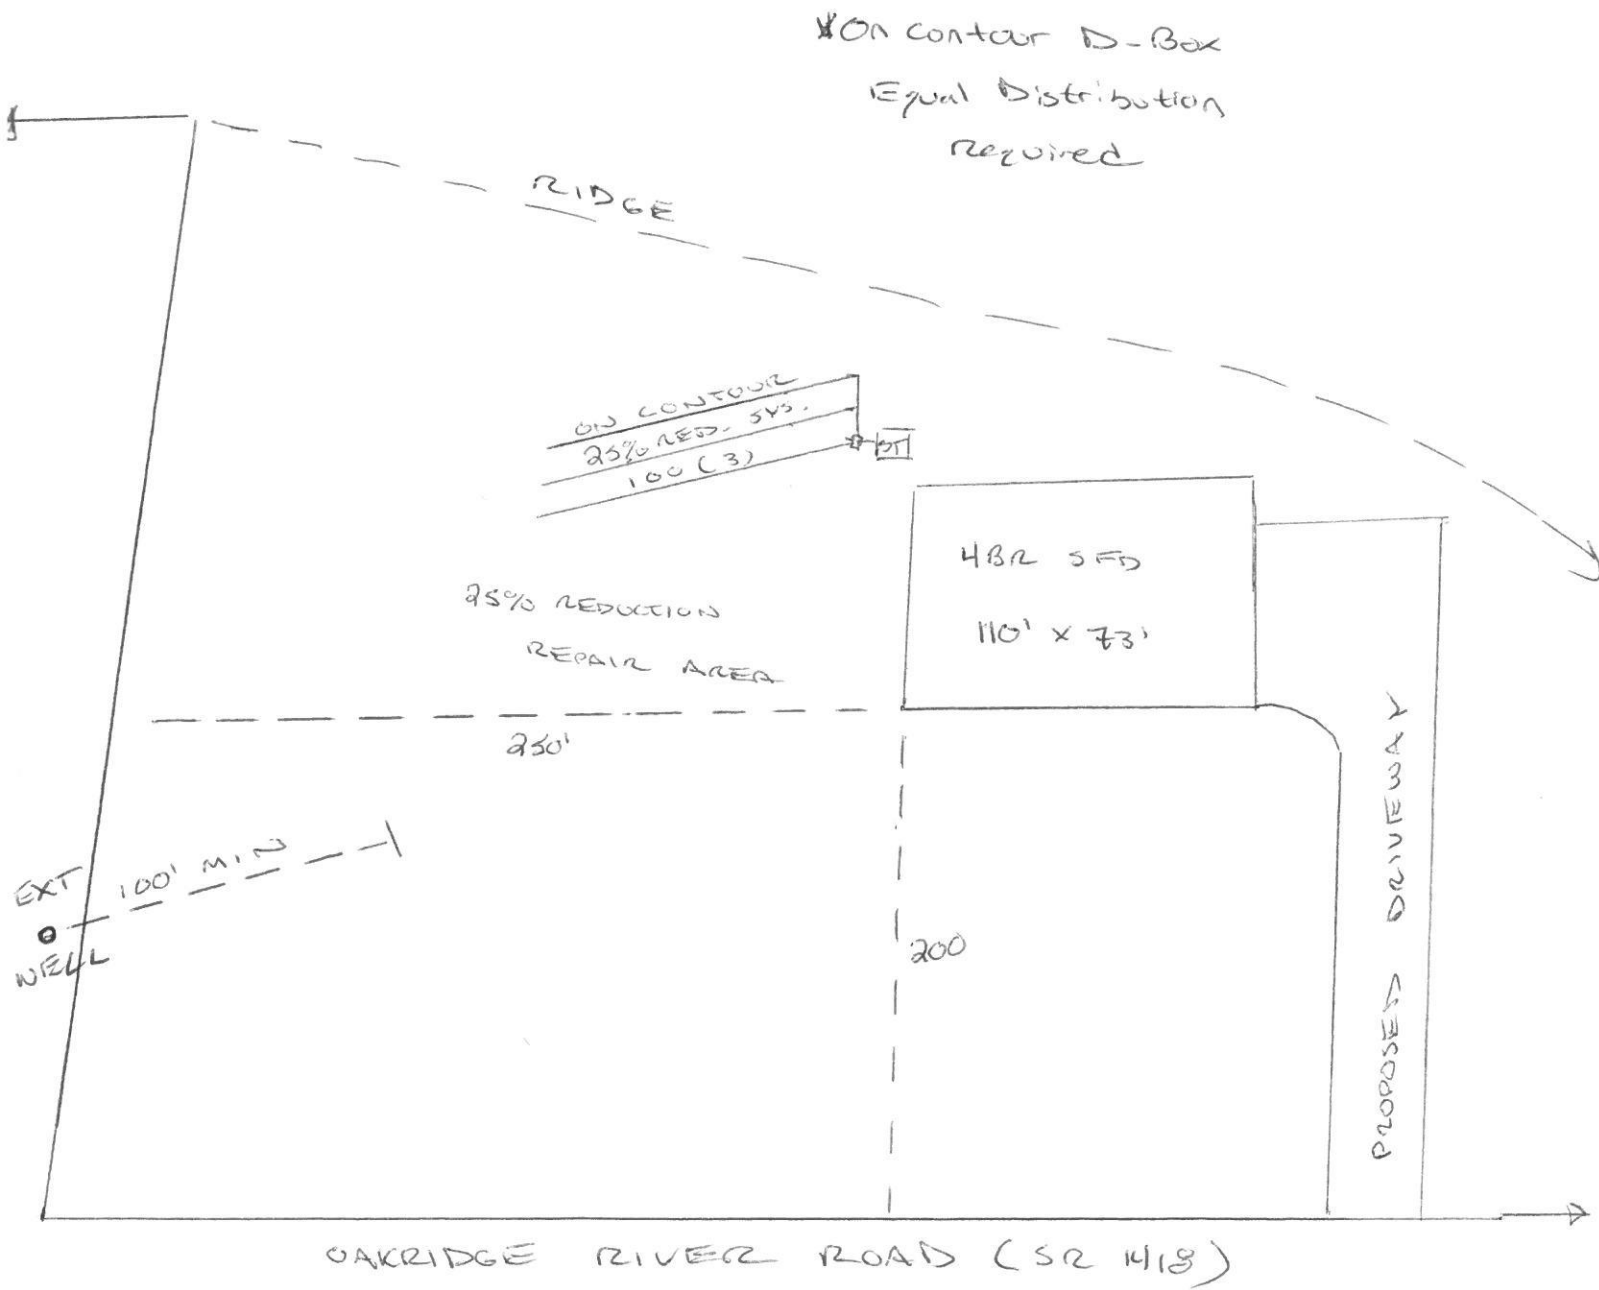 *On contour D-Box
Equal Distribution
Required
RIDGE
ON CONTOUR
25% RED. SYS.
100 (3)
ST
4BR SFD
110' x 73'
25% REDUCTION
REPAIR AREA
250'
EXT
WELL
100' MIN
200
PROPOSED DRIVEWAY
OAKRIDGE RIVER ROAD (SR 1418)